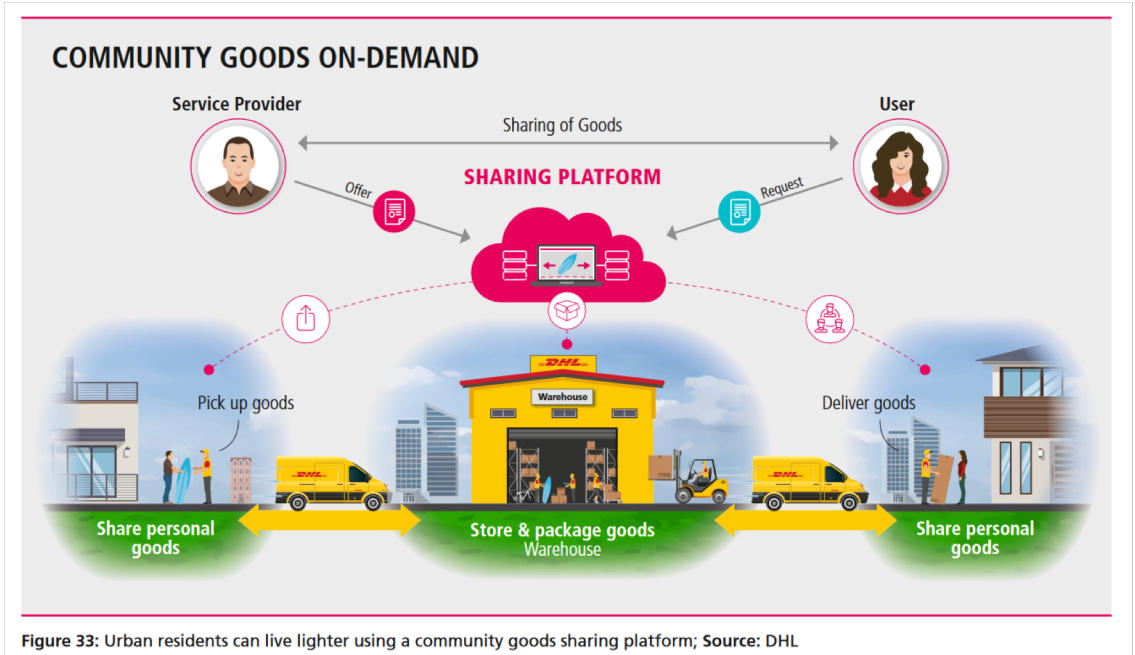 COMMUNITY GOODS ON-DEMAND
Service Provider
User
Sharing of Goods
SHARING PLATFORM
Offer
Request
Pick up goods
DHL
Warehouse
Deliver goods
DHL
DHL
Share personal
goods
Store & package goods
Warehouse
Share personal
goods
Figure 33: Urban residents can live lighter using a community goods sharing platform; Source: DHL